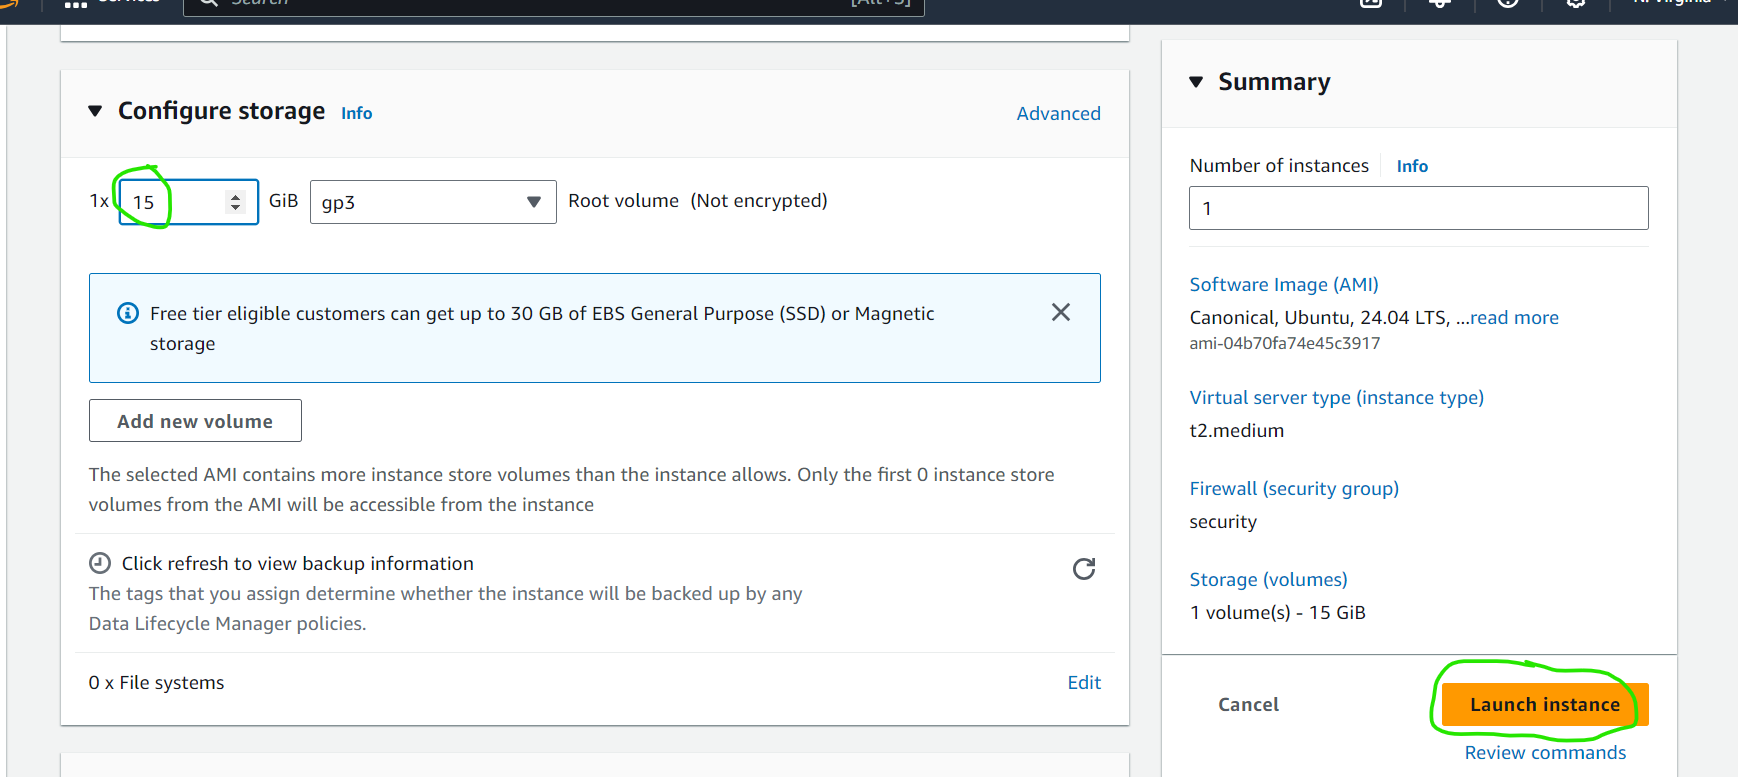 Services
Search
[Alt+S]
N. Virginia
Configure storage Info
Advanced
1x 15 GiB gp3 Root volume (Not encrypted)
Free tier eligible customers can get up to 30 GB of EBS General Purpose (SSD) or Magnetic
storage
Add new volume
The selected AMI contains more instance store volumes than the instance allows. Only the first 0 instance store
volumes from the AMI will be accessible from the instance
Click refresh to view backup information
The tags that you assign determine whether the instance will be backed up by any
Data Lifecycle Manager policies.
0 x File systems
Edit
Summary
Number of instances Info
1
Software Image (AMI)
Canonical, Ubuntu, 24.04 LTS, ...read more
ami-04b70fa74e45c3917
Virtual server type (instance type)
t2.medium
Firewall (security group)
security
Storage (volumes)
1 volume(s) - 15 GiB
Cancel
Launch instance
Review commands